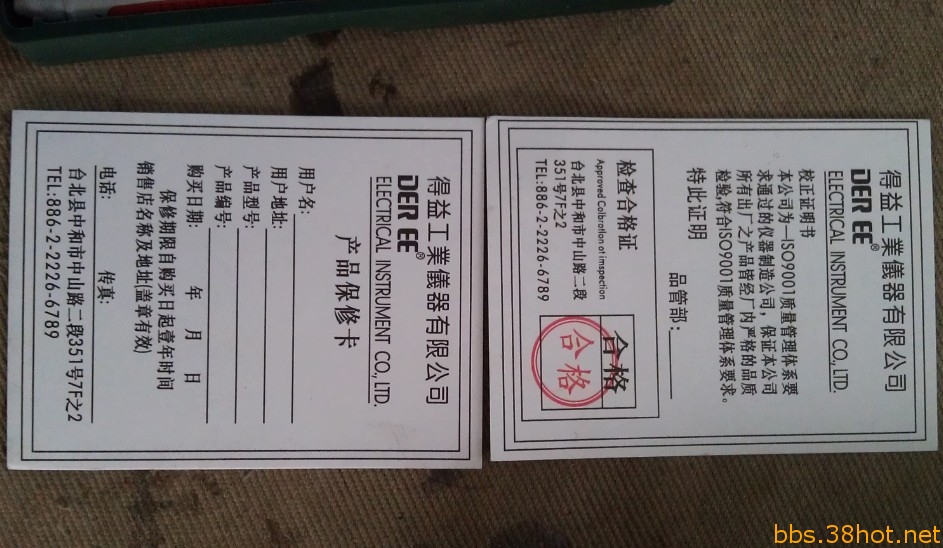 得益工業儀器有限公司
DER EE®
ELECTRICAL INSTRUMENT CO., LTD.
产品保修卡
用户名:
用户地址:
产品型号:
产品编号:
购买日期: 年 月 日
保修期限自购买日起壹年时间
销售店名称及地址(盖章有效)
电话: 传真:
台北县中和市中山路二段351号7F之2
TEL:886-2-2226-6789
得益工業儀器有限公司
DER EE®
ELECTRICAL INSTRUMENT CO., LTD.
校正证明书
本公司为一ISO9001质量管理体系要
求通过的仪器制造公司，保证本公司
所有出厂之产品皆经厂内严格的品质
检验,符合ISO9001质量管理体系要求。
特此证明
品管部:
检查合格证
Approved Colbration of imspection
台北县中和市中山路二段
351号7F之2
TEL:886-2-2226-6789
合格
合格
bbs.38hot.net